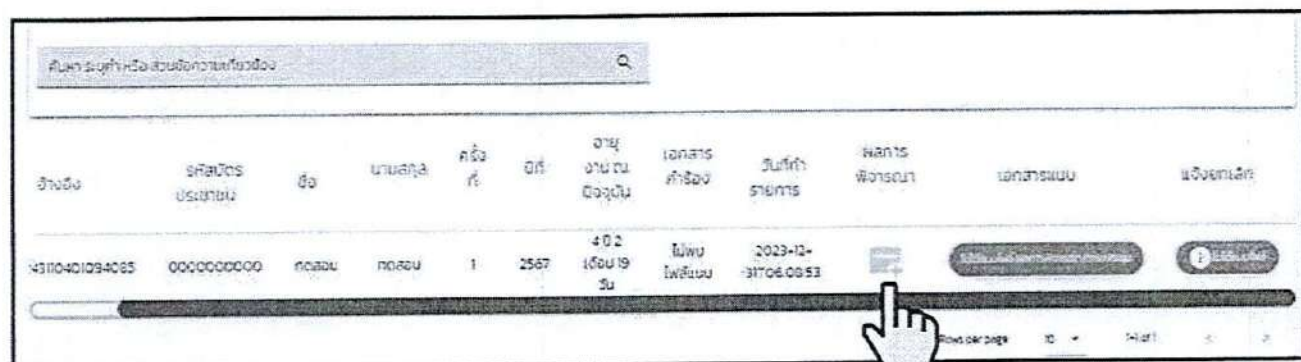 ค้นหา ระบุคำ หรือ ส่วนข้อความเกี่ยวข้อง
อ้างอิง
รหัสบัตร
ประชาชน
ชื่อ
นามสกุล
ครั้ง
ที่
ปีที่
อายุ
งาน ณ
ปัจจุบัน
เอกสาร
คำร้อง
วันที่ทำ
รายการ
ผลการ
พิจารณา
เอกสารแนบ
แจ้งยกเลิก
43110401094085
0000000000
ทดสอบ
ทดสอบ
1
2567
4 ปี 2
เดือน 19
วัน
ไม่พบ
ไฟล์แนบ
2023-12-
31T06:08:53
Rows per page
10
1-1 of 1